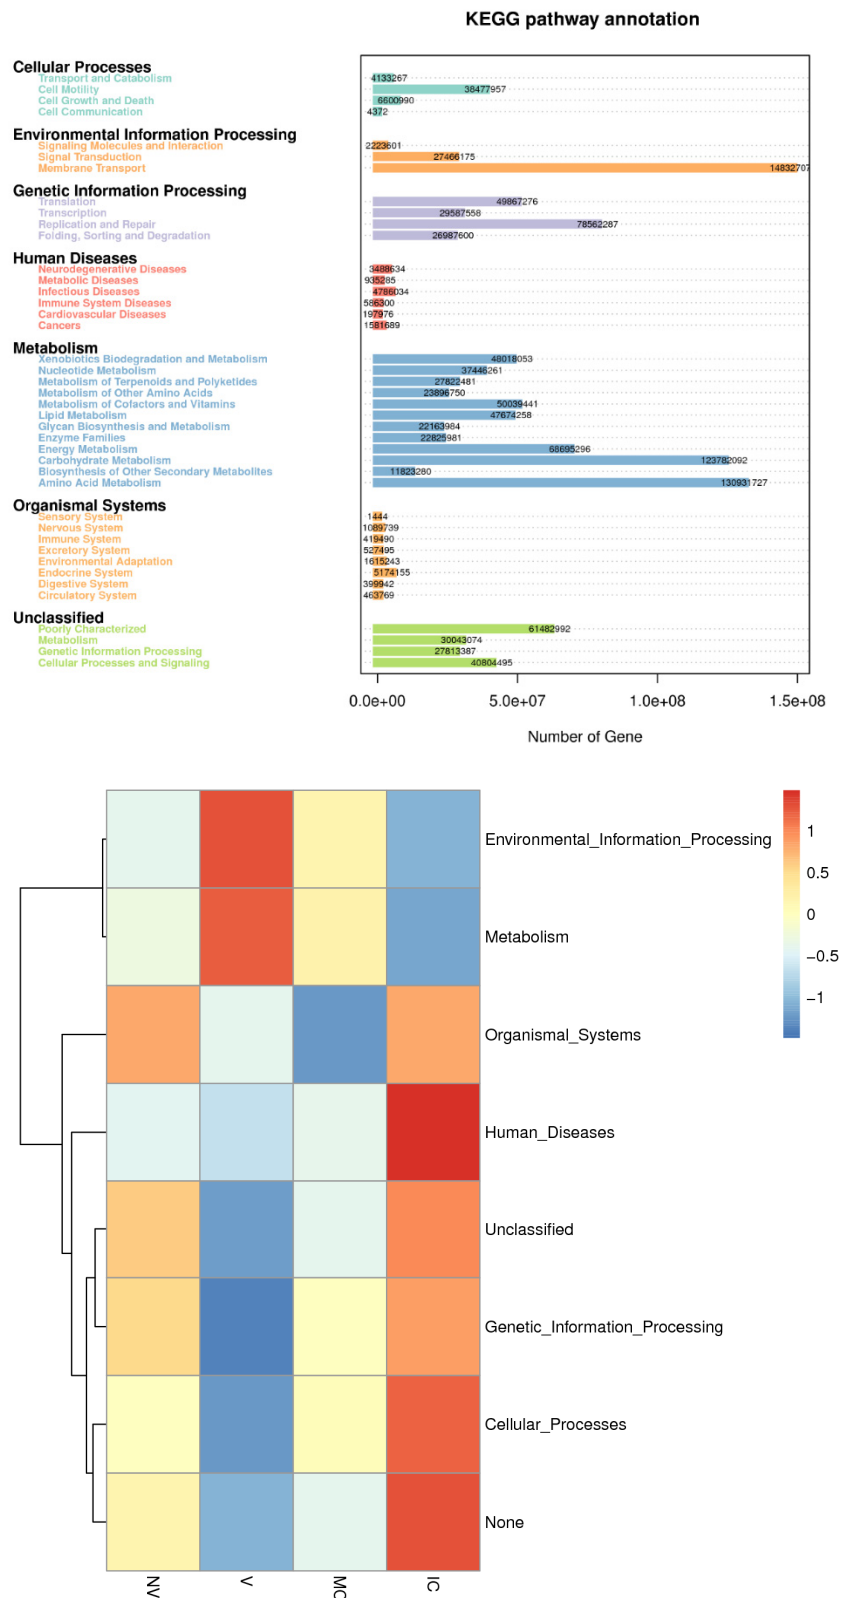 KEGG pathway annotation
Cellular Processes
Transport and Catabolism 4133267
Cell Motility 38477957
Cell Growth and Death 6600990
Cell Communication 4372
Environmental Information Processing
Signaling Molecules and Interaction 2223601
Signal Transduction 27466175
Membrane Transport 14832707
Genetic Information Processing
Translation 49867276
Transcription 29587558
Replication and Repair 78562287
Folding, Sorting and Degradation 26987600
Human Diseases
Neurodegenerative Diseases 3488634
Metabolic Diseases 935285
Infectious Diseases 4786034
Immune System Diseases 586300
Cardiovascular Diseases 197976
Cancers 1581689
Metabolism
Xenobiotics Biodegradation and Metabolism 48018053
Nucleotide Metabolism 37446261
Metabolism of Terpenoids and Polyketides 27822481
Metabolism of Other Amino Acids 23896750
Metabolism of Cofactors and Vitamins 50039441
Lipid Metabolism 47674258
Glycan Biosynthesis and Metabolism 22163984
Enzyme Families 22825981
Energy Metabolism 68695296
Carbohydrate Metabolism 123782092
Biosynthesis of Other Secondary Metabolites 11823280
Amino Acid Metabolism 130931727
Organismal Systems
Sensory System 1444
Nervous System 1089739
Immune System 419490
Excretory System 527495
Environmental Adaptation 1615243
Endocrine System 5174155
Digestive System 399942
Circulatory System 463769
Unclassified
Poorly Characterized 61482992
Metabolism 30043074
Genetic Information Processing 27813387
Cellular Processes and Signaling 40804495
0.0e+00 5.0e+07 1.0e+08 1.5e+08
Number of Gene
Environmental_Information_Processing
Metabolism
Organismal_Systems
Human_Diseases
Unclassified
Genetic_Information_Processing
Cellular_Processes
None
1
0.5
0
−0.5
−1
NV V MC IC